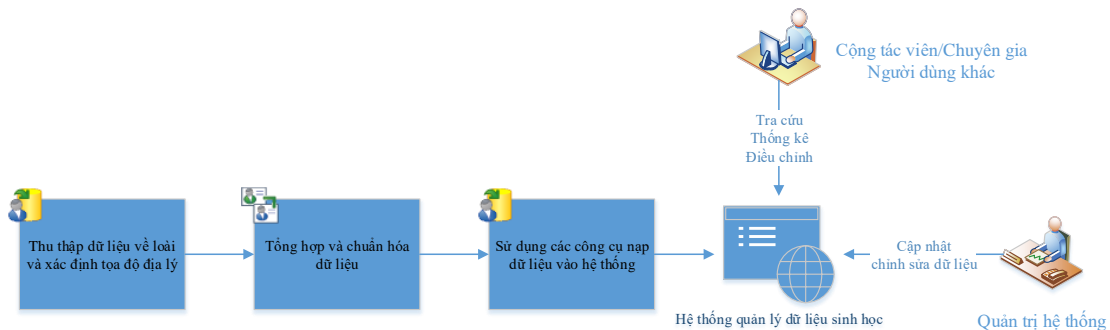 Cộng tác viên/Chuyên gia
Người dùng khác
Tra cứu
Thống kê
Điều chỉnh
Thu thập dữ liệu về loài
và xác định tọa độ địa lý
Tổng hợp và chuẩn hóa
dữ liệu
Sử dụng các công cụ nạp
dữ liệu vào hệ thống
Cập nhật
chỉnh sửa dữ liệu
Hệ thống quản lý dữ liệu sinh học
Quản trị hệ thống